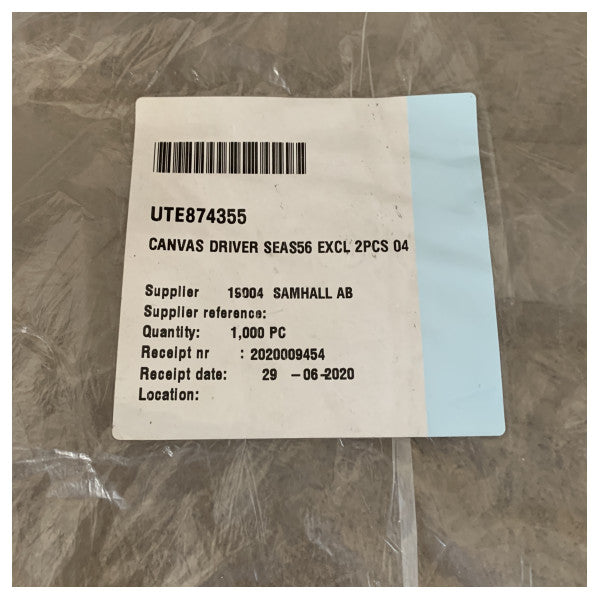 UTE874355
CANVAS DRIVER SEAS56 EXCL 2PCS 04
Supplier 19004 SAMHALL AB
Supplier reference:
Quantity: 1,000 PC
Receipt nr : 2020009454
Receipt date: 29 -06-2020
Location: